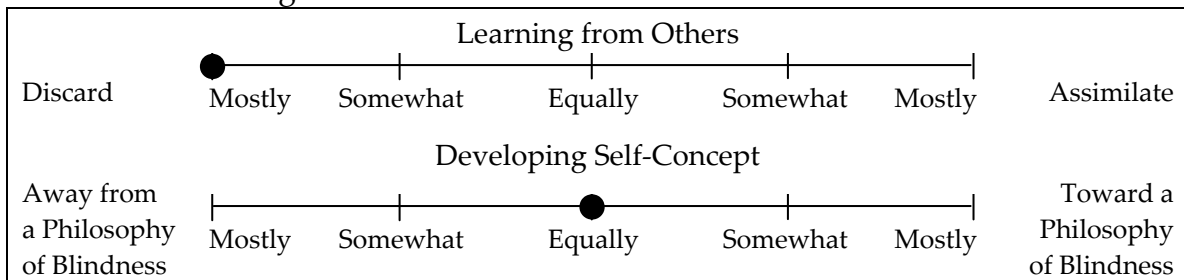 Learning from Others
Discard
Mostly Somewhat Equally Somewhat Mostly
Assimilate
Developing Self-Concept
Away from
a Philosophy
of Blindness
Mostly Somewhat Equally Somewhat Mostly
Toward a
Philosophy
of Blindness